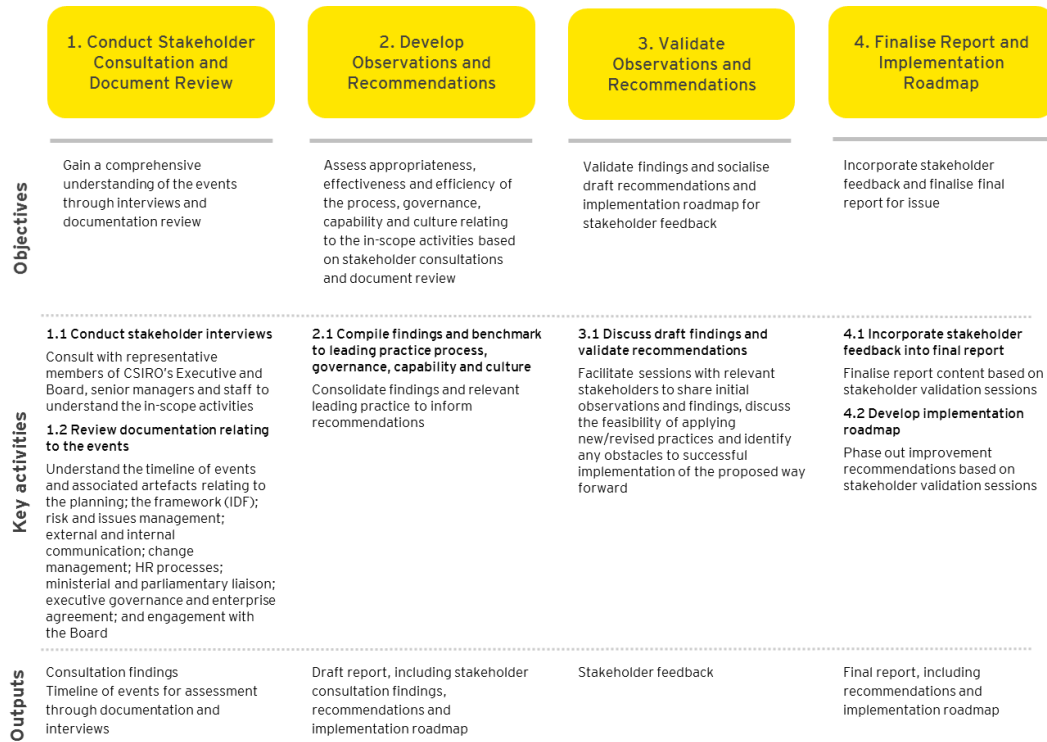 1. Conduct Stakeholder
Consultation and
Document Review
2. Develop
Observations and
Recommendations
3. Validate
Observations and
Recommendations
4. Finalise Report and
Implementation
Roadmap
Objectives
Gain a comprehensive
understanding of the events
through interviews and
documentation review
Assess appropriateness,
effectiveness and efficiency of
the process, governance,
capability and culture relating
to the in-scope activities based
on stakeholder consultations
and document review
Validate findings and socialise
draft recommendations and
implementation roadmap for
stakeholder feedback
Incorporate stakeholder
feedback and finalise final
report for issue
Key activities
1.1 Conduct stakeholder interviews
Consult with representative
members of CSIRO's Executive and
Board, senior managers and staff to
understand the in-scope activities
1.2 Review documentation relating
to the events
Understand the timeline of events
and associated artefacts relating to
the planning; the framework (IDF);
risk and issues management;
external and internal
communication; change
management; HR processes;
ministerial and parliamentary liaison;
executive governance and enterprise
agreement; and engagement with
the Board
2.1 Compile findings and benchmark
to leading practice process,
governance, capability and culture
Consolidate findings and relevant
leading practice to inform
recommendations
3.1 Discuss draft findings and
validate recommendations
Facilitate sessions with relevant
stakeholders to share initial
observations and findings, discuss
the feasibility of applying
new/revised practices and identify
any obstacles to successful
implementation of the proposed way
forward
4.1 Incorporate stakeholder
feedback into final report
Finalise report content based on
stakeholder validation sessions
4.2 Develop implementation
roadmap
Phase out improvement
recommendations based on
stakeholder validation sessions
Outputs
Consultation findings
Timeline of events for assessment
through documentation and
interviews
Draft report, including stakeholder
consultation findings,
recommendations and
implementation roadmap
Stakeholder feedback
Final report, including
recommendations and
implementation roadmap